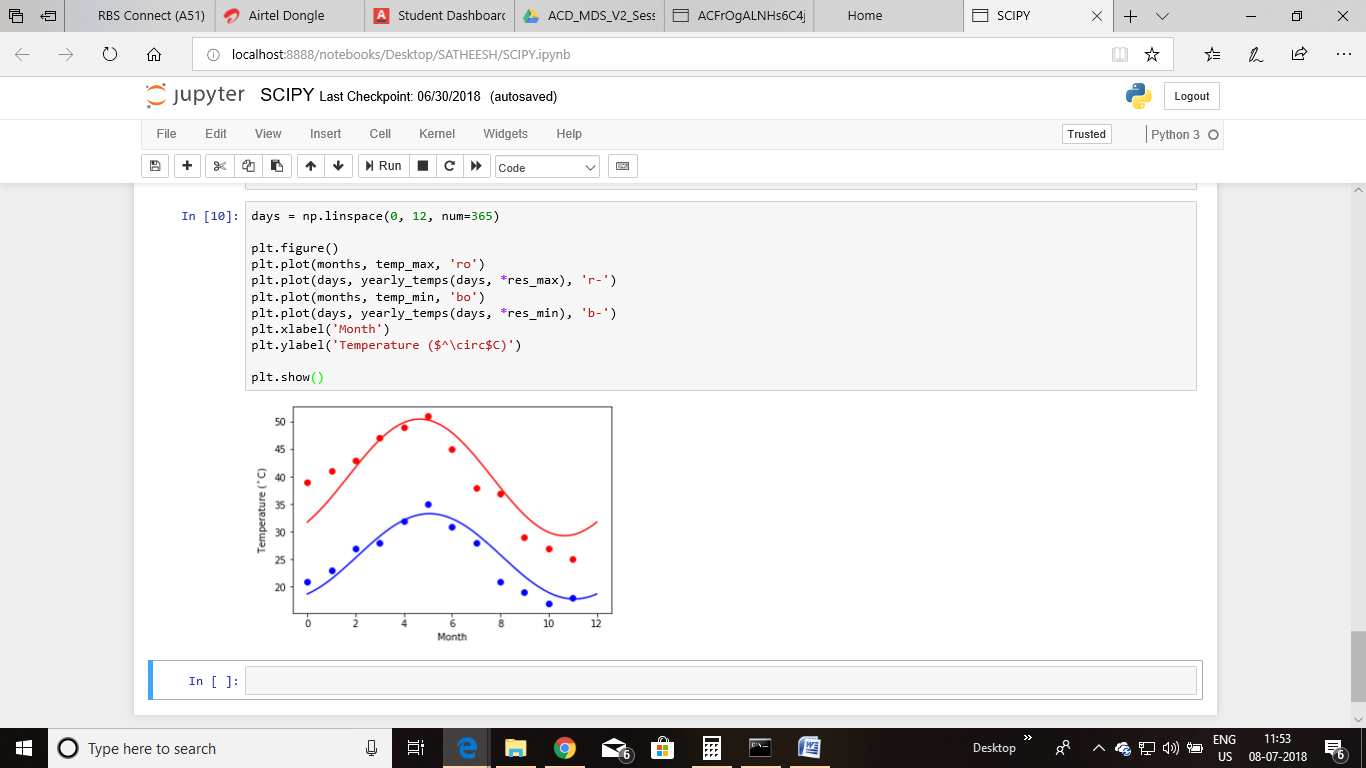 RBS Connect (A51)
Airtel Dongle
Student Dashboard
ACD_MDS_V2_Sess
ACFrOgALNHs6C4j
Home
SCIPY
localhost:8888/notebooks/Desktop/SATHEESH/SCIPY.ipynb
jupyter SCIPY Last Checkpoint: 06/30/2018 (autosaved)
Logout
File Edit View Insert Cell Kernel Widgets Help
Trusted
Python 3
Run
Code
In [10]:
days = np.linspace(0, 12, num=365)
plt.figure()
plt.plot(months, temp_max, 'ro')
plt.plot(days, yearly_temps(days, *res_max), 'r-')
plt.plot(months, temp_min, 'bo')
plt.plot(days, yearly_temps(days, *res_min), 'b-')
plt.xlabel('Month')
plt.ylabel('Temperature ($^\circ$C)')
plt.show()
50
45
40
35
30
25
20
Temperature (°C)
0 2 4 6 8 10 12
Month
In [ ]:
Type here to search
6
Desktop
»
ENG
US
11:53
08-07-2018
6